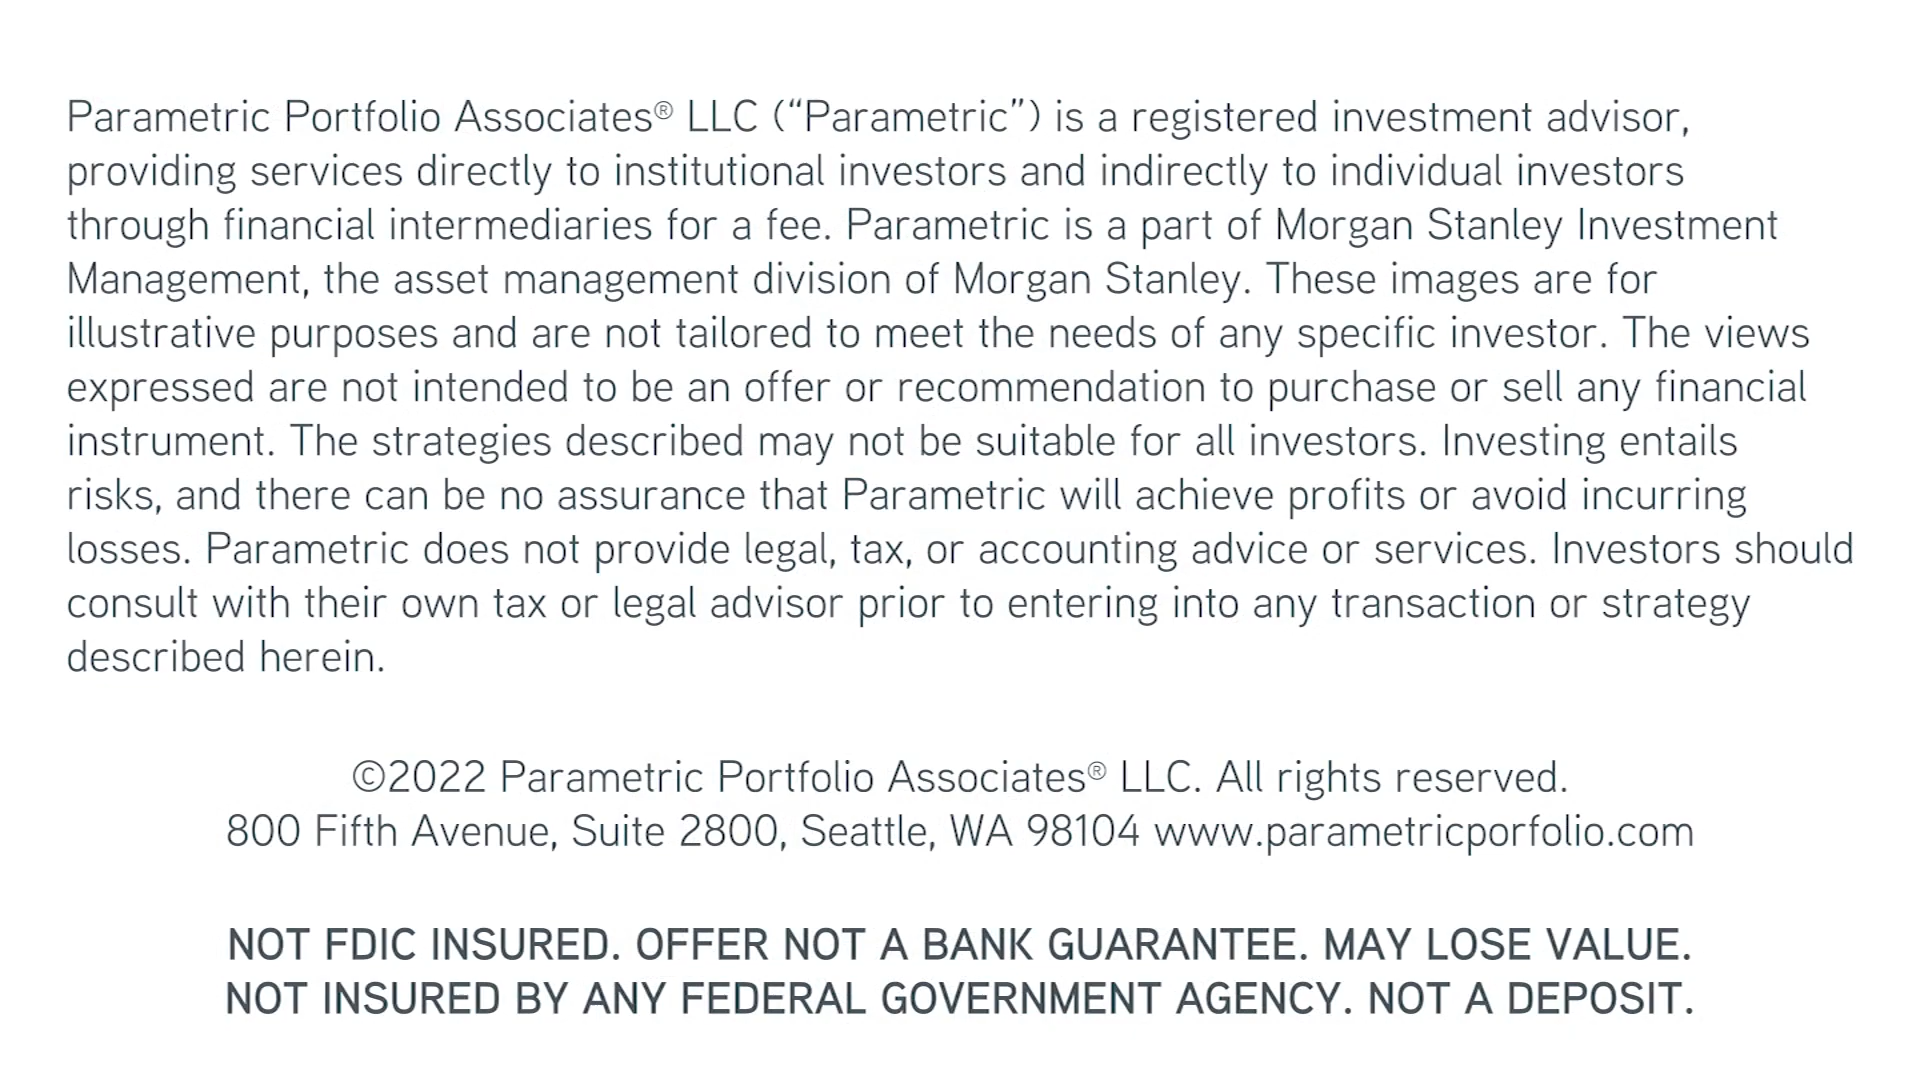 Parametric Portfolio Associates® LLC (“Parametric”) is a registered investment advisor,
providing services directly to institutional investors and indirectly to individual investors
through financial intermediaries for a fee. Parametric is a part of Morgan Stanley Investment
Management, the asset management division of Morgan Stanley. These images are for
illustrative purposes and are not tailored to meet the needs of any specific investor. The views
expressed are not intended to be an offer or recommendation to purchase or sell any financial
instrument. The strategies described may not be suitable for all investors. Investing entails
risks, and there can be no assurance that Parametric will achieve profits or avoid incurring
losses. Parametric does not provide legal, tax, or accounting advice or services. Investors should
consult with their own tax or legal advisor prior to entering into any transaction or strategy
described herein.
©2022 Parametric Portfolio Associates® LLC. All rights reserved.
800 Fifth Avenue, Suite 2800, Seattle, WA 98104 www.parametricporfolio.com
NOT FDIC INSURED. OFFER NOT A BANK GUARANTEE. MAY LOSE VALUE.
NOT INSURED BY ANY FEDERAL GOVERNMENT AGENCY. NOT A DEPOSIT.